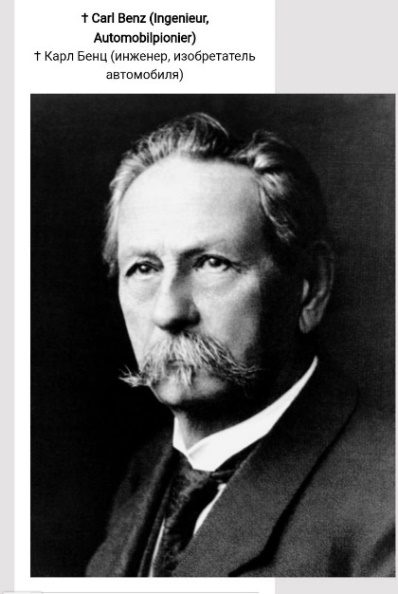 † Carl Benz (Ingenieur,
Automobilpionier)
† Карл Бенц (инженер, изобретатель
автомобиля)